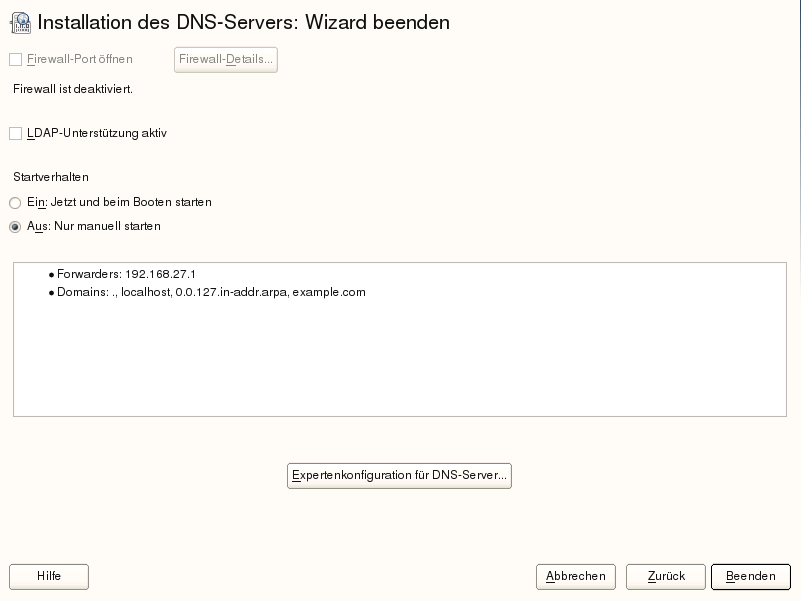 Installation des DNS-Servers: Wizard beenden
Firewall-Port öffnen Firewall-Details...
Firewall ist deaktiviert.
LDAP-Unterstützung aktiv
Startverhalten
Ein: Jetzt und beim Booten starten
Aus: Nur manuell starten
• Forwarders: 192.168.27.1
• Domains: ., localhost, 0.0.127.in-addr.arpa, example.com
Expertenkonfiguration für DNS-Server...
Hilfe Abbrechen Zurück Beenden